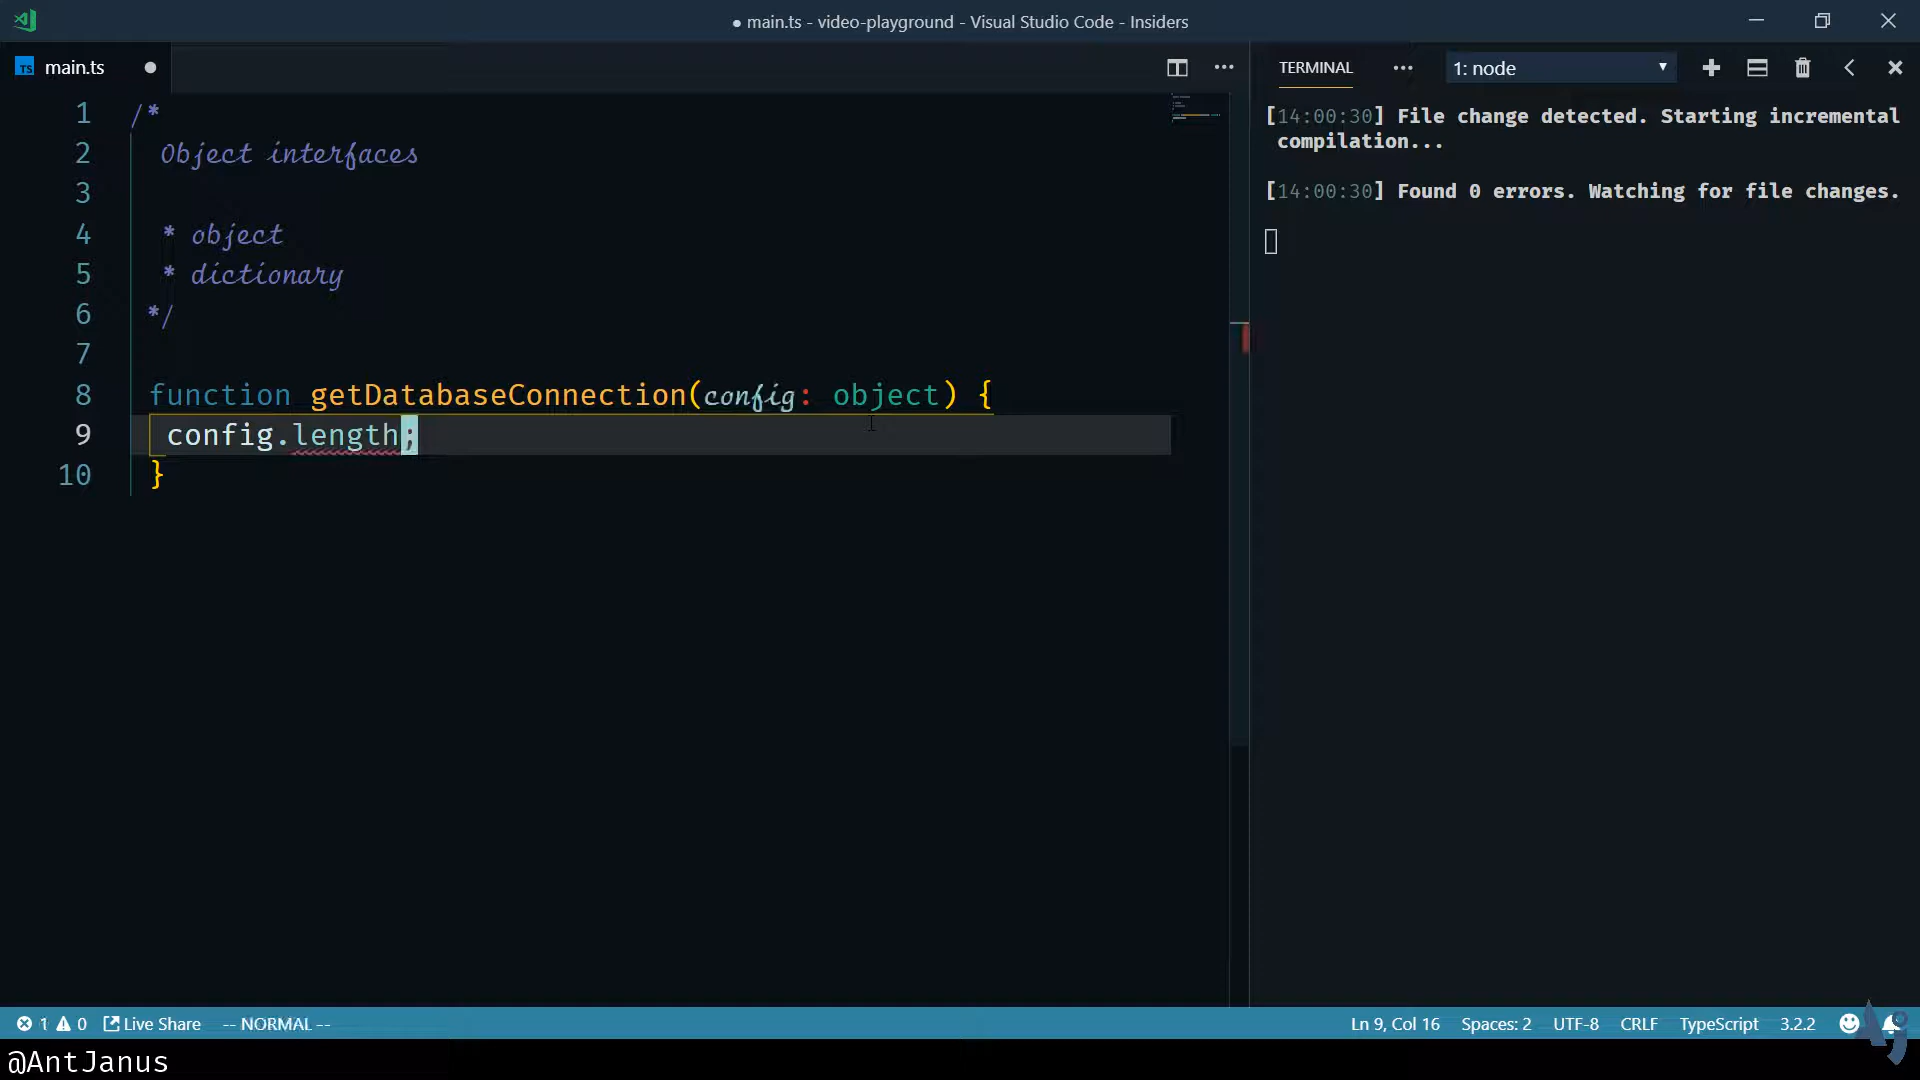 ● main.ts - video-playground - Visual Studio Code - Insiders
TS main.ts ●
TERMINAL ··· 1: node
1 /*
2 Object interfaces
3
4 * object
5 * dictionary
6 */
7
8 function getDatabaseConnection(config: object) {
9 config.length;
10 }
[14:00:30] File change detected. Starting incremental
compilation...
[14:00:30] Found 0 errors. Watching for file changes.
1 0 Live Share -- NORMAL -- Ln 9, Col 16 Spaces: 2 UTF-8 CRLF TypeScript 3.2.2
@AntJanus